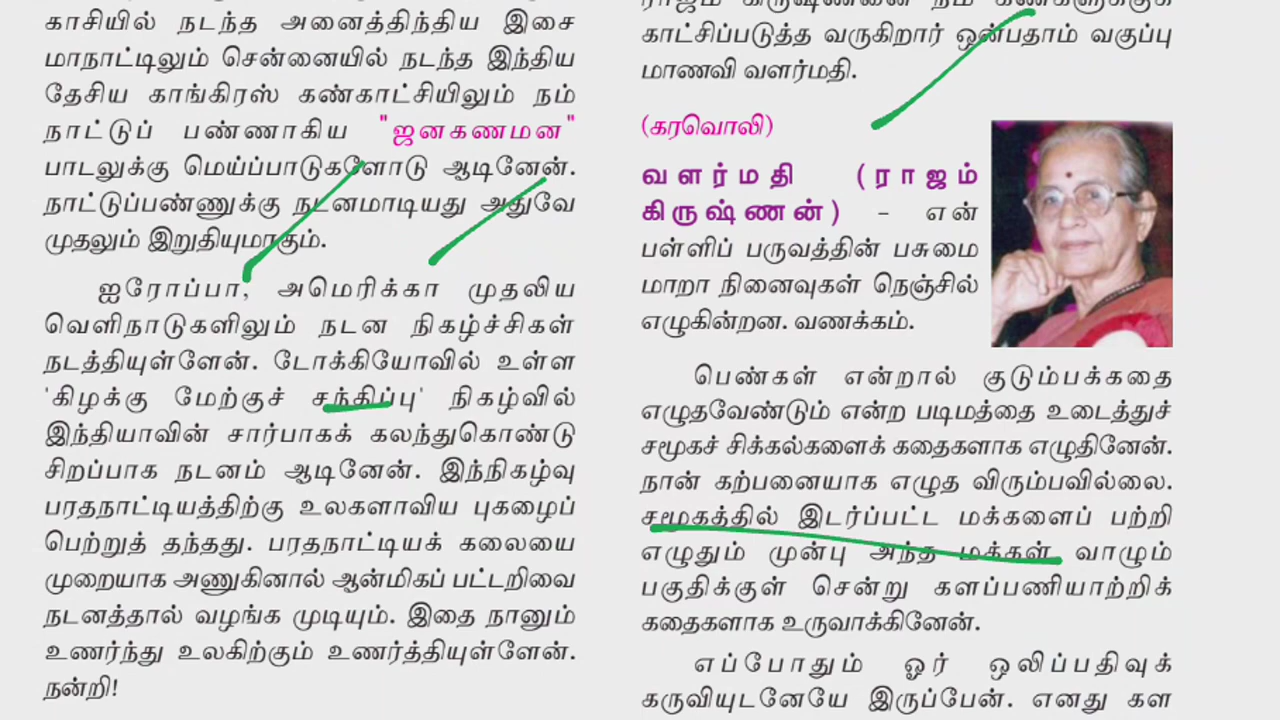 காசியில் நடந்த அனைத்திந்திய இசை
மாநாட்டிலும் சென்னையில் நடந்த இந்திய
தேசிய காங்கிரஸ் கண்காட்சியிலும் நம்
நாட்டுப் பண்ணாகிய "ஜனகணமன"
பாடலுக்கு மெய்ப்பாடுகளோடு ஆடினேன்.
நாட்டுப்பண்ணுக்கு நடனமாடியது அதுவே
முதலும் இறுதியுமாகும்.
ஐரோப்பா, அமெரிக்கா முதலிய
வெளிநாடுகளிலும் நடன நிகழ்ச்சிகள்
நடத்தியுள்ளேன். டோக்கியோவில் உள்ள
'கிழக்கு மேற்குச் சந்திப்பு' நிகழ்வில்
இந்தியாவின் சார்பாகக் கலந்துகொண்டு
சிறப்பாக நடனம் ஆடினேன். இந்நிகழ்வு
பரதநாட்டியத்திற்கு உலகளாவிய புகழைப்
பெற்றுத் தந்தது. பரதநாட்டியக் கலையை
முறையாக அணுகினால் ஆன்மிகப் பட்டறிவை
நடனத்தால் வழங்க முடியும். இதை நானும்
உணர்ந்து உலகிற்கும் உணர்த்தியுள்ளேன்.
நன்றி!
ராஜம் கிருஷ்ணனை நம் கண்களுக்குக்
காட்சிப்படுத்த வருகிறார் ஒன்பதாம் வகுப்பு
மாணவி வளர்மதி.
(கரவொலி)
வளர்மதி (ராஜம்
கிருஷ்ணன்) – என்
பள்ளிப் பருவத்தின் பசுமை
மாறா நினைவுகள் நெஞ்சில்
எழுகின்றன. வணக்கம்.
பெண்கள் என்றால் குடும்பக்கதை
எழுதவேண்டும் என்ற படிமத்தை உடைத்துச்
சமூகச் சிக்கல்களைக் கதைகளாக எழுதினேன்.
நான் கற்பனையாக எழுத விரும்பவில்லை.
சமூகத்தில் இடர்ப்பட்ட மக்களைப் பற்றி
எழுதும் முன்பு அந்த மக்கள் வாழும்
பகுதிக்குள் சென்று களப்பணியாற்றிக்
கதைகளாக உருவாக்கினேன்.
எப்போதும் ஓர் ஒலிப்பதிவுக்
கருவியுடனேயே இருப்பேன். எனது கள